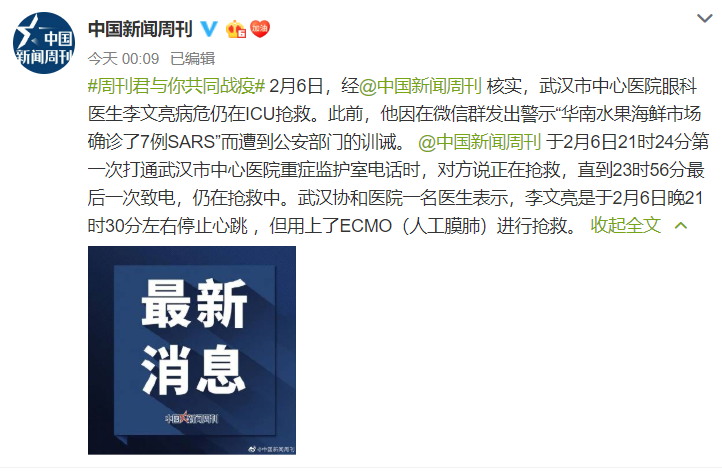 中国
新闻周刊
中国新闻周刊
加油
今天 00:09 已编辑
#周刊君与你共同战疫# 2月6日，经@中国新闻周刊 核实，武汉市中心医院眼科
医生李文亮病危仍在ICU抢救。此前，他因在微信群发出警示“华南水果海鲜市场
确诊了7例SARS”而遭到公安部门的训诫。 @中国新闻周刊 于2月6日21时24分第
一次打通武汉市中心医院重症监护室电话时，对方说正在抢救，直到23时56分最
后一次致电，仍在抢救中。武汉协和医院一名医生表示，李文亮是于2月6日晚21
时30分左右停止心跳 ，但用上了ECMO（人工膜肺）进行抢救。 收起全文
最新
消息
中国新闻周刊
@中国新闻周刊